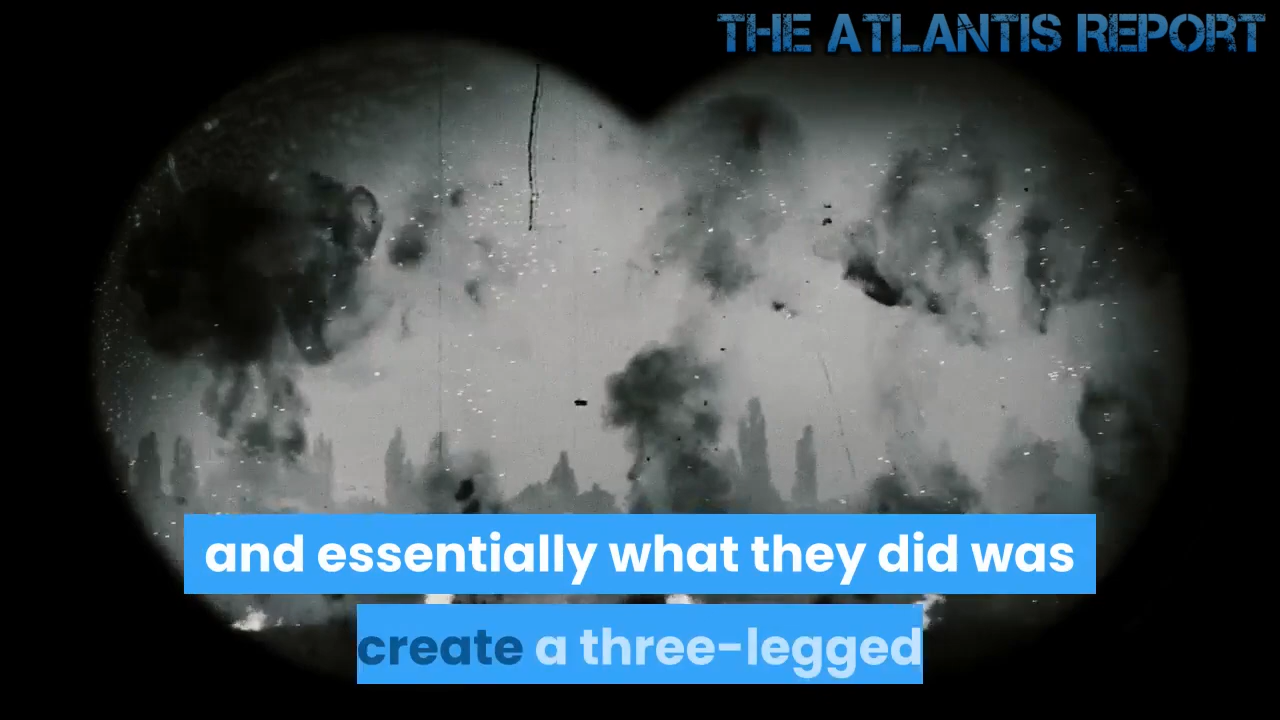 THE ATLANTIS REPORT
and essentially what they did was
create a three-legged